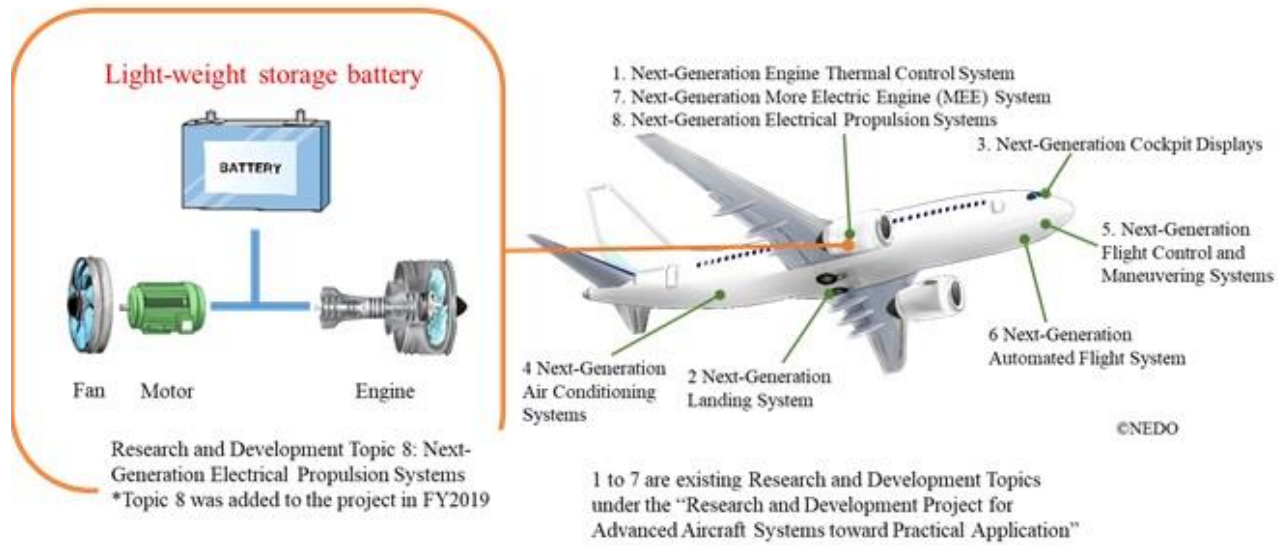 Light-weight storage battery
BATTERY
Fan
Motor
Engine
Research and Development Topic 8: Next-
Generation Electrical Propulsion Systems
*Topic 8 was added to the project in FY2019
1. Next-Generation Engine Thermal Control System
7. Next-Generation More Electric Engine (MEE) System
8. Next-Generation Electrical Propulsion Systems
3. Next-Generation Cockpit Displays
5. Next-Generation
Flight Control and
Maneuvering Systems
6 Next-Generation
Automated Flight System
4 Next-Generation
Air Conditioning
Systems
2 Next-Generation
Landing System
©NEDO
1 to 7 are existing Research and Development Topics
under the “Research and Development Project for
Advanced Aircraft Systems toward Practical Application”